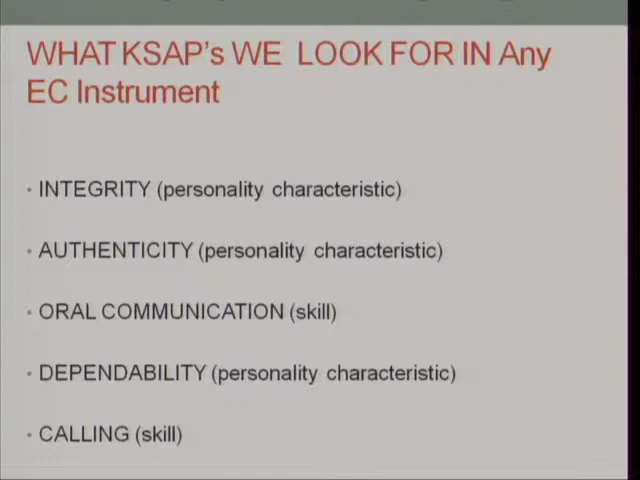 WHAT KSAP's WE LOOK FOR IN Any
EC Instrument
• INTEGRITY (personality characteristic)
• AUTHENTICITY (personality characteristic)
• ORAL COMMUNICATION (skill)
• DEPENDABILITY (personality characteristic)
• CALLING (skill)